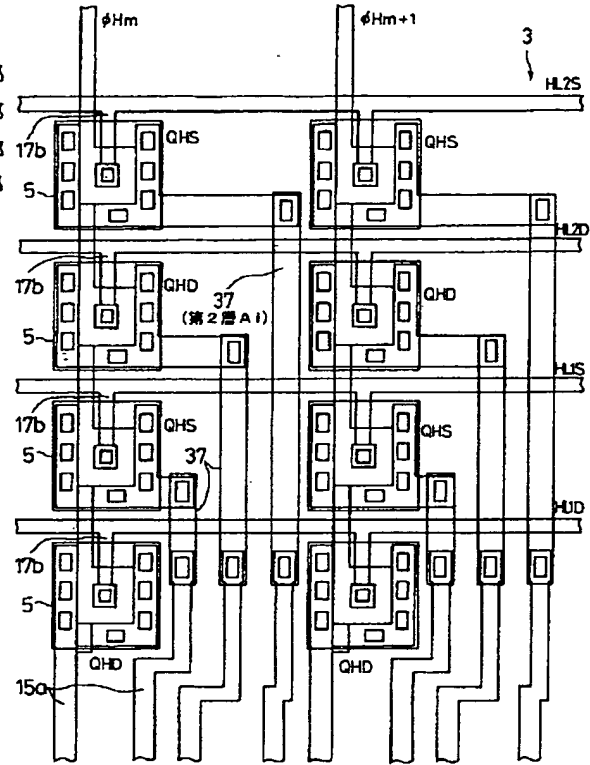 φHm
φHm+1
3
HL2S
17b
QHS
QHS
5
HL2D
17b
QHD
37
(第2層Al)
QHD
5
HL1S
17b
QHS
37
QHS
5
HL1D
17b
5
QHD
QHD
15a